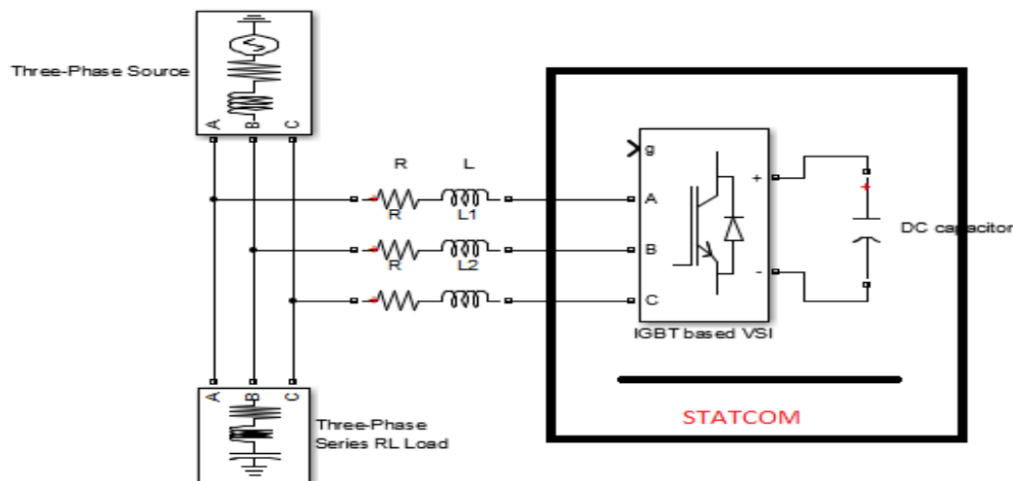 Three-Phase Source
A B C
R L
g
A
R L1
+
DC capacitor
B
R L2
-
C
IGBT based VSI
A B C
STATCOM
Three-Phase
Series RL Load